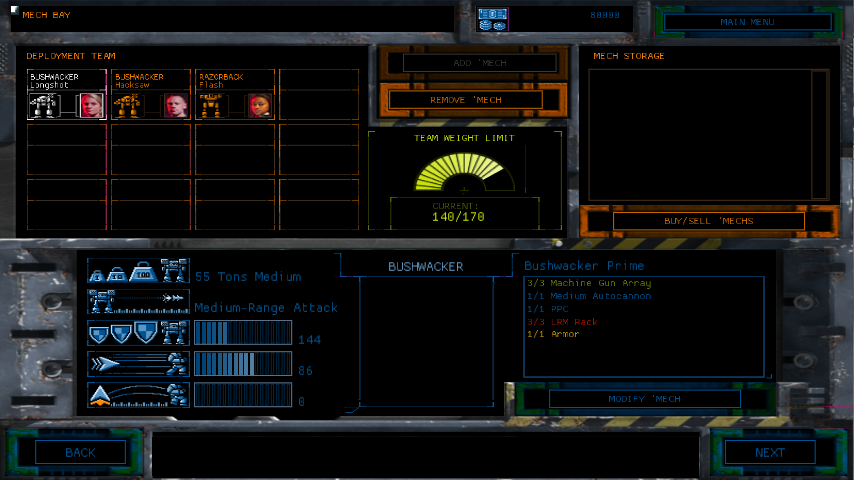 MECH BAY
80000
MAIN MENU
DEPLOYMENT TEAM
BUSHWACKER
Longshot
BUSHWACKER
Hacksaw
RAZORBACK
Flash
ADD 'MECH
REMOVE 'MECH
TEAM WEIGHT LIMIT
CURRENT:
140/170
MECH STORAGE
BUY/SELL 'MECHS
100
55 Tons Medium
Medium-Range Attack
144
86
0
BUSHWACKER
Bushwacker Prime
3/3 Machine Gun Array
1/1 Medium Autocannon
1/1 PPC
3/3 LRM Rack
1/1 Armor
MODIFY 'MECH
BACK
NEXT